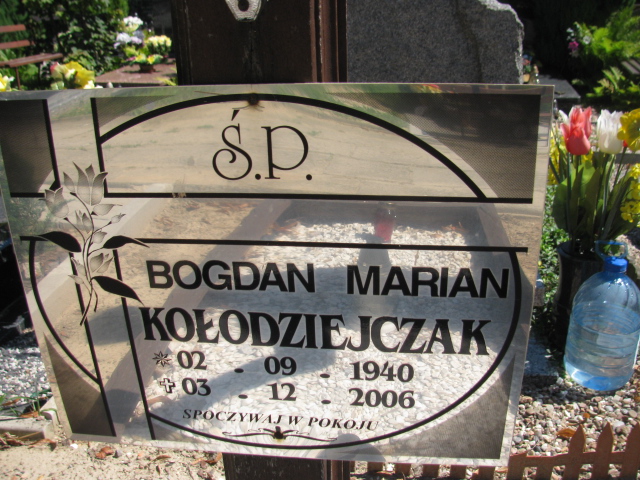 Ś.P.
BOGDAN MARIAN
KOŁODZIEJCZAK
02 - 09 - 1940
03 - 12 - 2006
SPOCZYWAJ W POKOJU